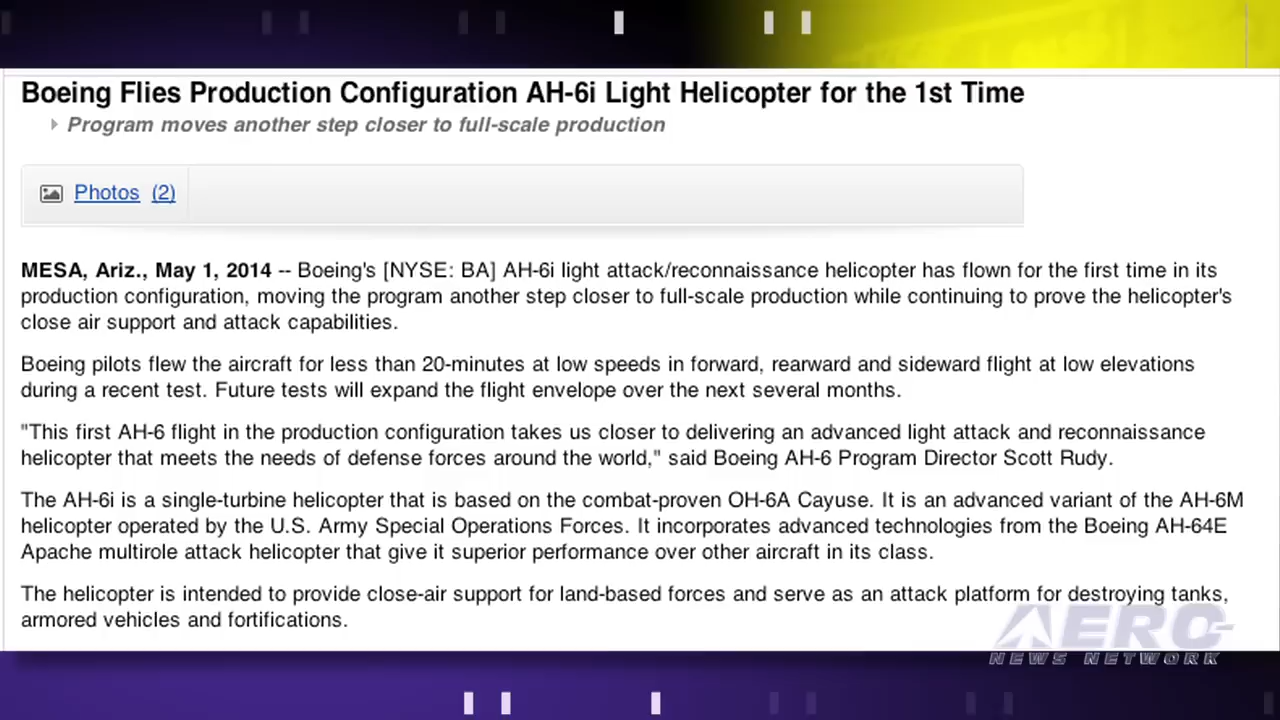 Boeing Flies Production Configuration AH-6i Light Helicopter for the 1st Time
Program moves another step closer to full-scale production
Photos (2)
MESA, Ariz., May 1, 2014 -- Boeing's [NYSE: BA] AH-6i light attack/reconnaissance helicopter has flown for the first time in its
production configuration, moving the program another step closer to full-scale production while continuing to prove the helicopter's
close air support and attack capabilities.
Boeing pilots flew the aircraft for less than 20-minutes at low speeds in forward, rearward and sideward flight at low elevations
during a recent test. Future tests will expand the flight envelope over the next several months.
"This first AH-6 flight in the production configuration takes us closer to delivering an advanced light attack and reconnaissance
helicopter that meets the needs of defense forces around the world," said Boeing AH-6 Program Director Scott Rudy.
The AH-6i is a single-turbine helicopter that is based on the combat-proven OH-6A Cayuse. It is an advanced variant of the AH-6M
helicopter operated by the U.S. Army Special Operations Forces. It incorporates advanced technologies from the Boeing AH-64E
Apache multirole attack helicopter that give it superior performance over other aircraft in its class.
The helicopter is intended to provide close-air support for land-based forces and serve as an attack platform for destroying tanks,
armored vehicles and fortifications.
AERO-
NEWS NETWORK